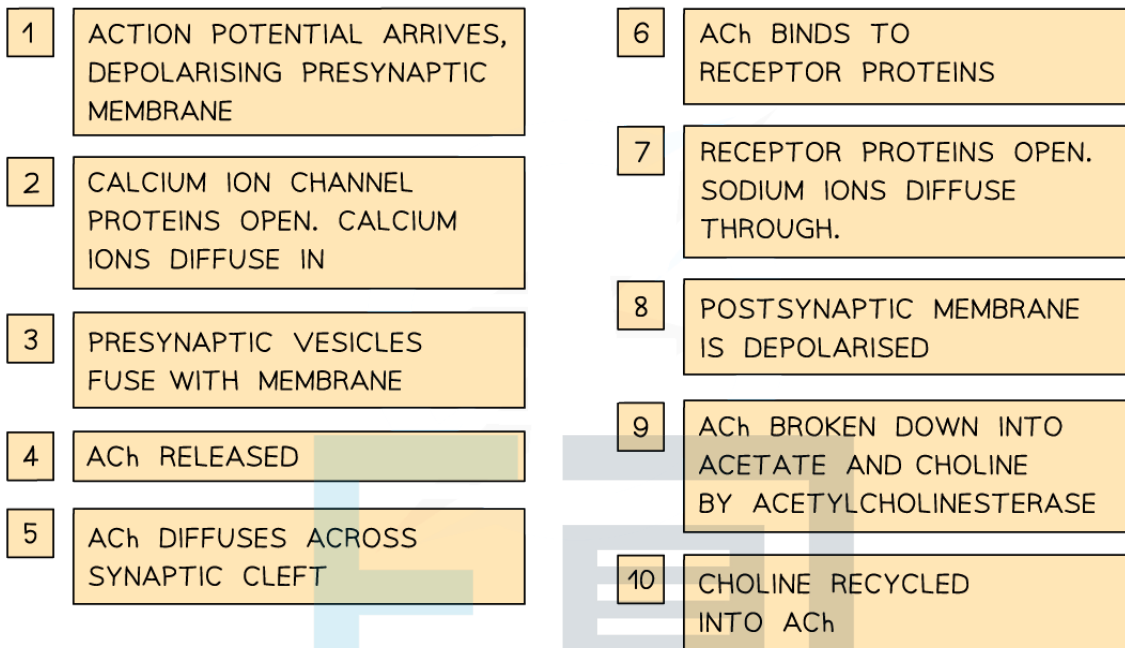 1
ACTION POTENTIAL ARRIVES,
DEPOLARISING PRESYNAPTIC
MEMBRANE
2
CALCIUM ION CHANNEL
PROTEINS OPEN. CALCIUM
IONS DIFFUSE IN
3
PRESYNAPTIC VESICLES
FUSE WITH MEMBRANE
4
ACh RELEASED
5
ACh DIFFUSES ACROSS
SYNAPTIC CLEFT
6
ACh BINDS TO
RECEPTOR PROTEINS
7
RECEPTOR PROTEINS OPEN.
SODIUM IONS DIFFUSE
THROUGH.
8
POSTSYNAPTIC MEMBRANE
IS DEPOLARISED
9
ACh BROKEN DOWN INTO
ACETATE AND CHOLINE
BY ACETYLCHOLINESTERASE
10
CHOLINE RECYCLED
INTO ACh